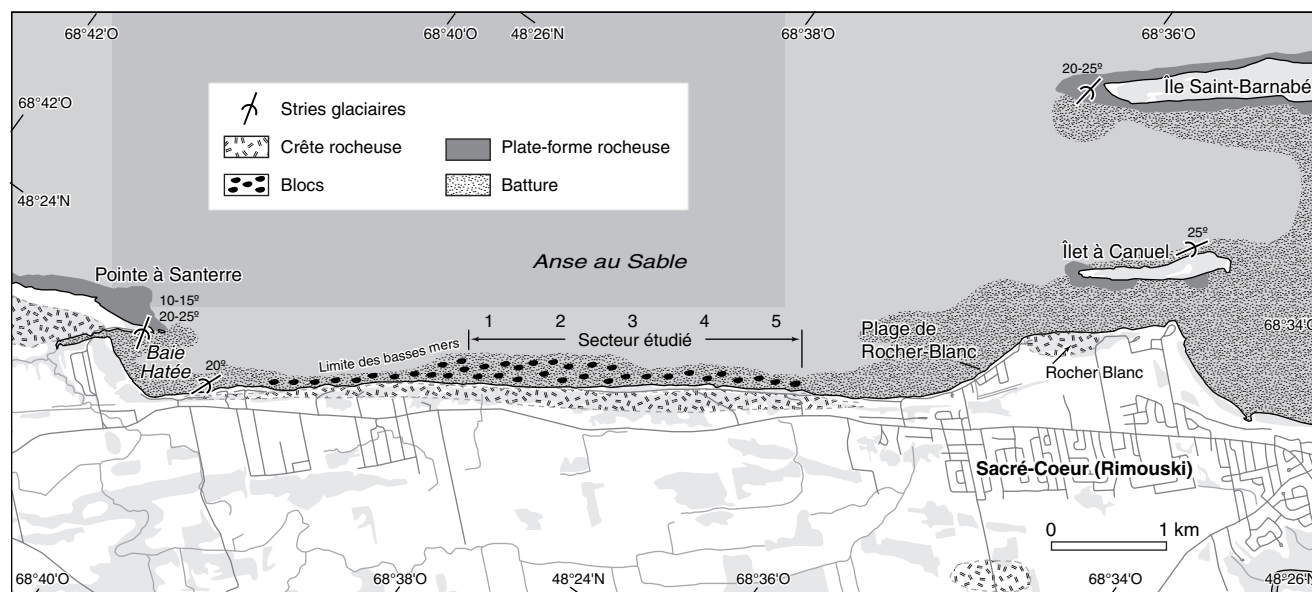 68°42'O
68°40'O
48°26'N
68°38'O
68°36'O
20-25º
Île Saint-Barnabé
68°42'O
Stries glaciaires
Crête rocheuse
Plate-forme rocheuse
Blocs
Batture
48°24'N
25º
Îlet à Canuel
Anse au Sable
Pointe à Santerre
10-15º
20-25º
1 2 3 4 5
Secteur étudié
Plage de
Rocher-Blanc
68°34'O
Baie
Hatée
20º
Limite des basses mers
Rocher Blanc
Sacré-Coeur (Rimouski)
0 1 km
68°40'O
68°38'O
48°24'N
68°36'O
68°34'O
48°26'N